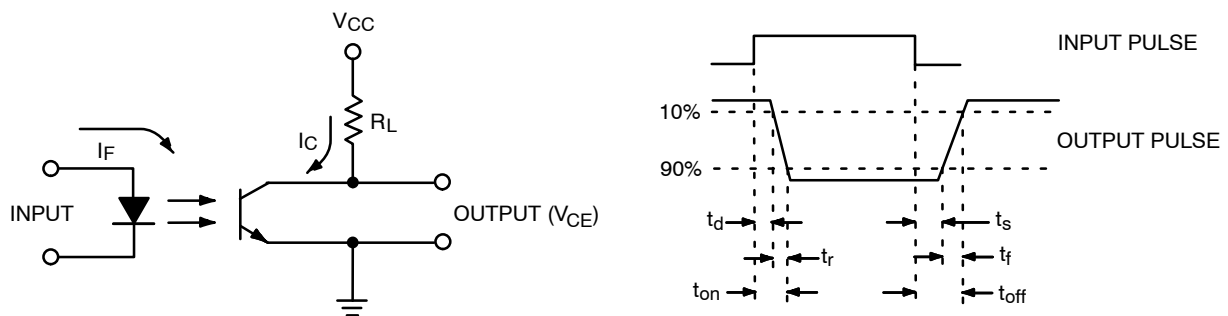 VCC
RL
IC
IF
INPUT
OUTPUT (VCE)
INPUT PULSE
10%
OUTPUT PULSE
90%
td
ts
tr
tf
ton
toff